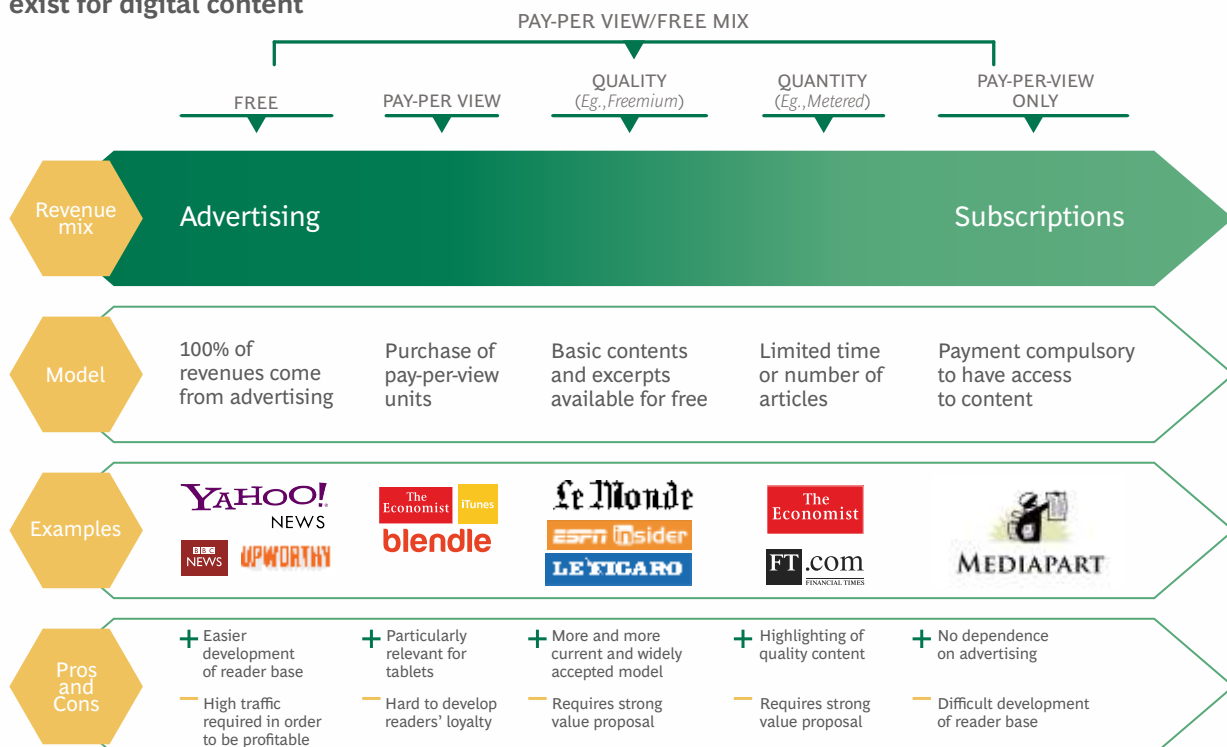 exist for digital content
PAY-PER VIEW/FREE MIX
FREE
PAY-PER VIEW
QUALITY
(Eg.,Freemium)
QUANTITY
(Eg.,Metered)
PAY-PER-VIEW
ONLY
Revenue
mix
Advertising
Subscriptions
Model
100% of
revenues come
from advertising
Purchase of
pay-per-view
units
Basic contents
and excerpts
available for free
Limited time
or number of
articles
Payment compulsory
to have access
to content
Examples
YAHOO!
NEWS
BBC
NEWS
UPWORTHY
The
Economist
iTunes
blendle
Le Monde
ESPN Insider
LE FIGARO
The
Economist
FT.com
FINANCIAL TIMES
MEDIAPART
Pros
and
Cons
+ Easier
development
of reader base
– High traffic
required in order
to be profitable
+ Particularly
relevant for
tablets
– Hard to develop
readers’ loyalty
+ More and more
current and widely
accepted model
– Requires strong
value proposal
+ Highlighting of
quality content
– Requires strong
value proposal
+ No dependence
on advertising
– Difficult development
of reader base